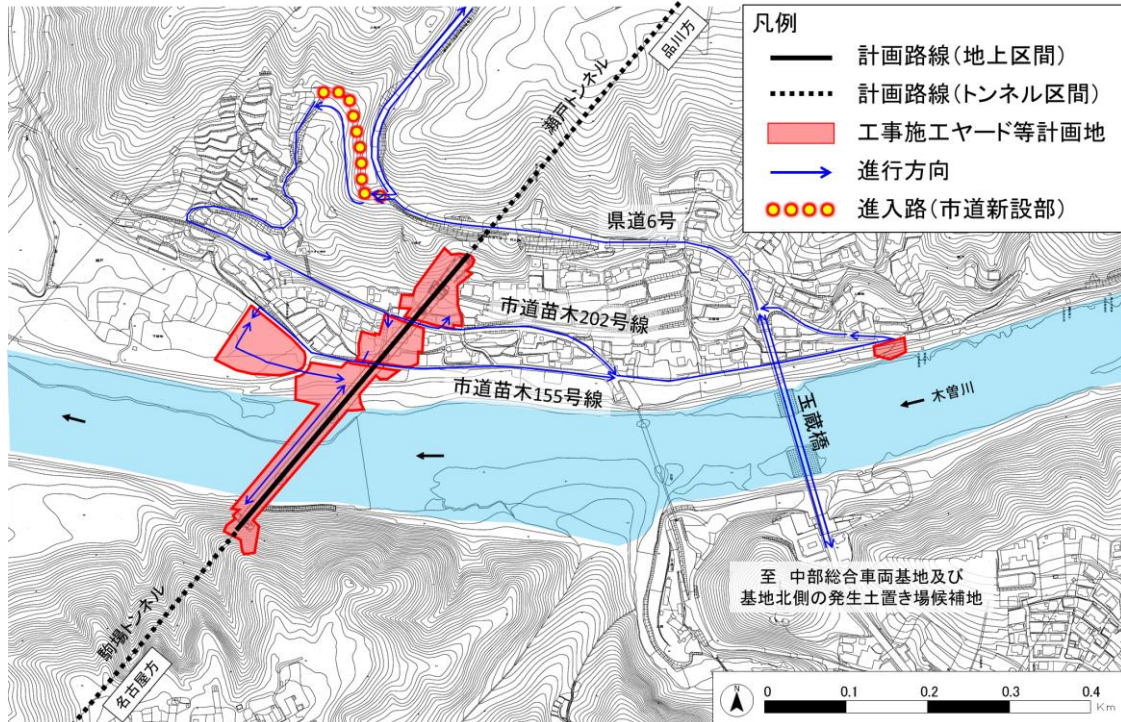 凡例
計画路線(地上区間)
計画路線(トンネル区間)
工事施工ヤード等計画地
進行方向
進入路(市道新設部)
品川方
瀬戸トンネル
県道6号
市道苗木202号線
市道苗木155号線
木曽川
玉蔵橋
至 中部総合車両基地及び
基地北側の発生土置き場候補地
駒場トンネル
名古屋方
N
0 0.1 0.2 0.3 0.4
Km